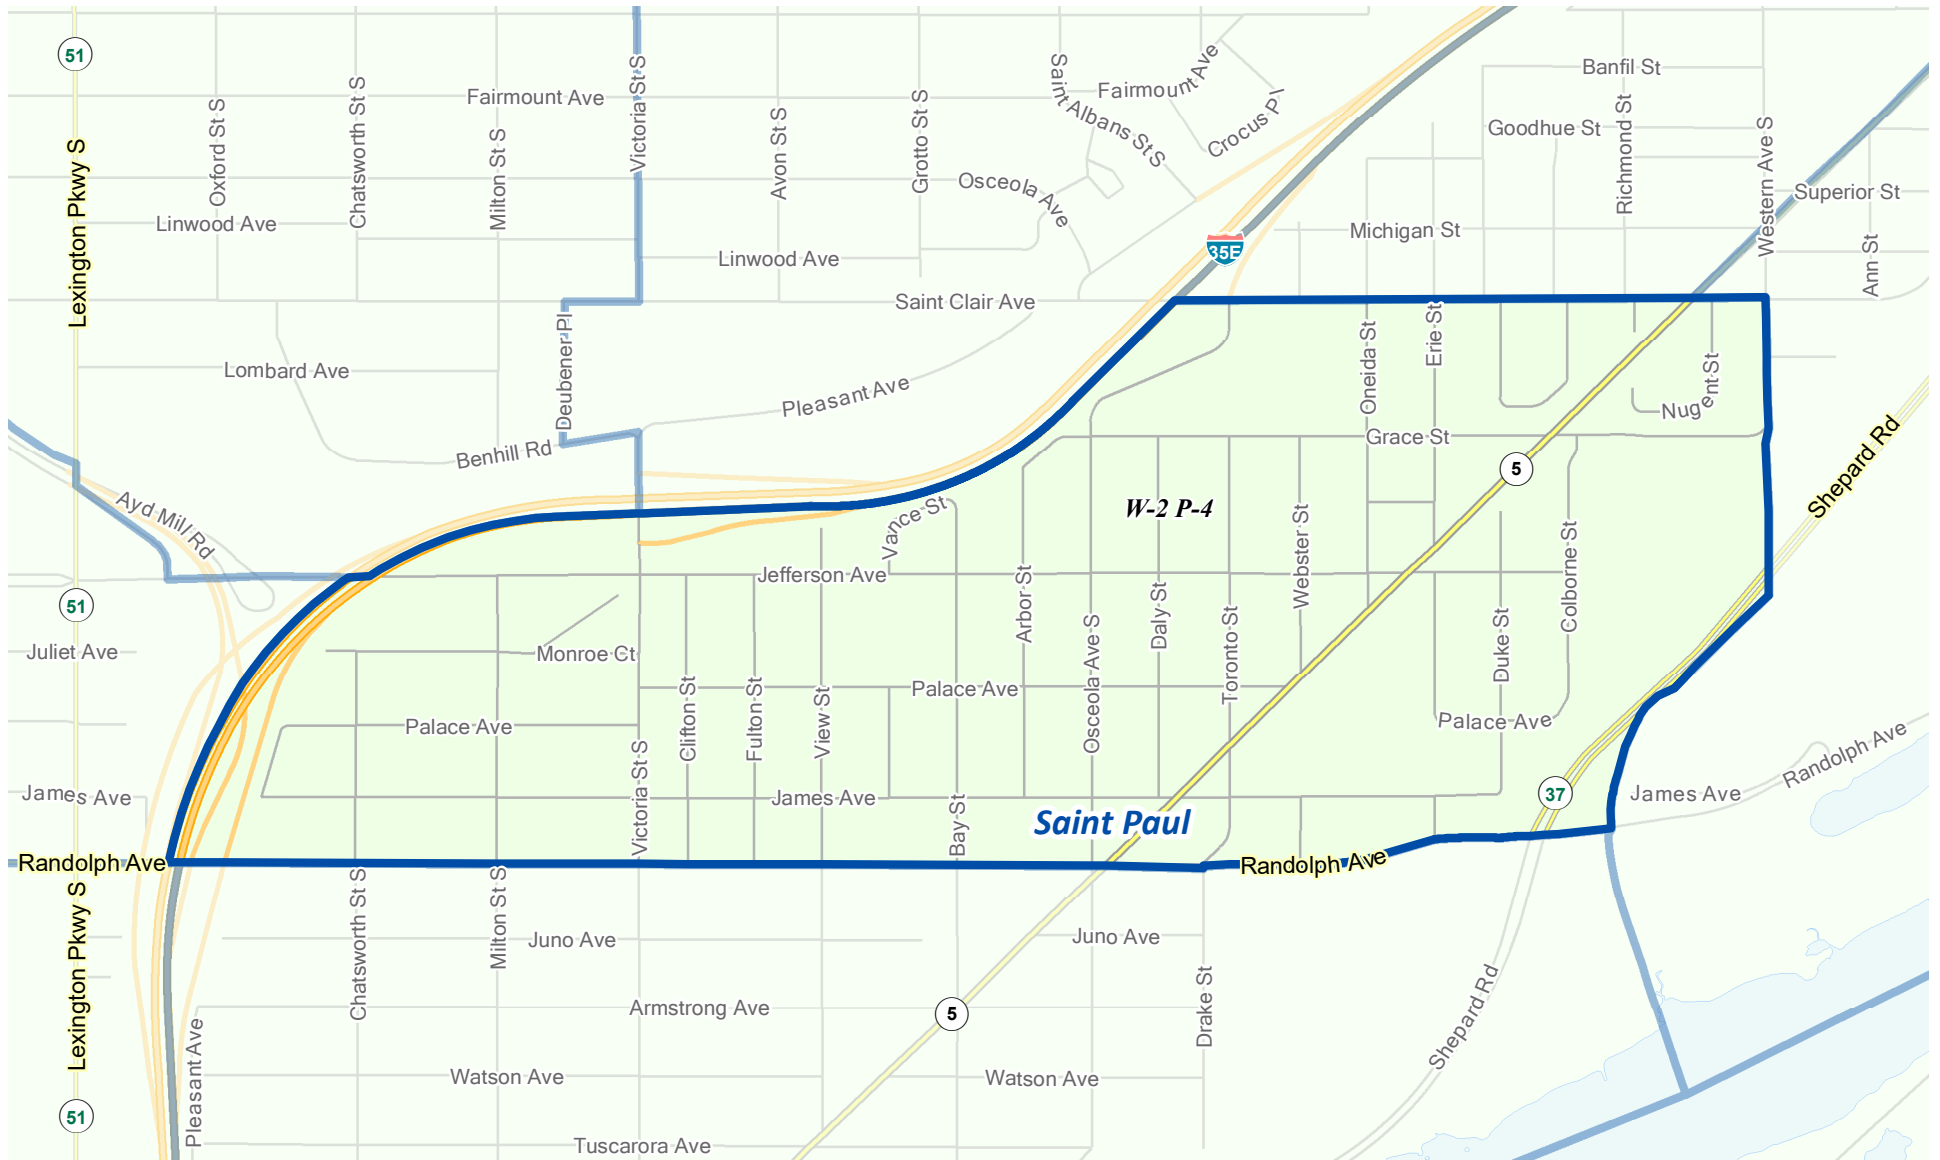 51
Banfil St
Fairmount Ave
Fairmount Ave
Crocus Pl
Goodhue St
Saint Albans St S
Oxford St S
Chatsworth St S
Milton St S
Victoria St S
Avon St S
Grotto St S
Richmond St
Western Ave S
Lexington Pkwy S
Osceola Ave
Superior St
Linwood Ave
Michigan St
35E
Linwood Ave
Ann St
Saint Clair Ave
Lombard Ave
Deubener Pl
Pleasant Ave
Oneida St
Erie St
Nugent St
Benhill Rd
Grace St
5
Shepard Rd
Ayd Mill Rd
W-2 P-4
Vance St
Webster St
Colborne St
Jefferson Ave
51
Arbor St
Daly St
Osceola Ave S
Toronto St
Duke St
Juliet Ave
Monroe Ct
Clifton St
Fulton St
View St
Palace Ave
Palace Ave
Palace Ave
Victoria St S
Randolph Ave
James Ave
James Ave
37
James Ave
Bay St
Saint Paul
Randolph Ave
Randolph Ave
Lexington Pkwy S
Chatsworth St S
Milton St S
Juno Ave
Juno Ave
Drake St
Shepard Rd
Armstrong Ave
5
Pleasant Ave
Watson Ave
Watson Ave
51
Tuscarora Ave